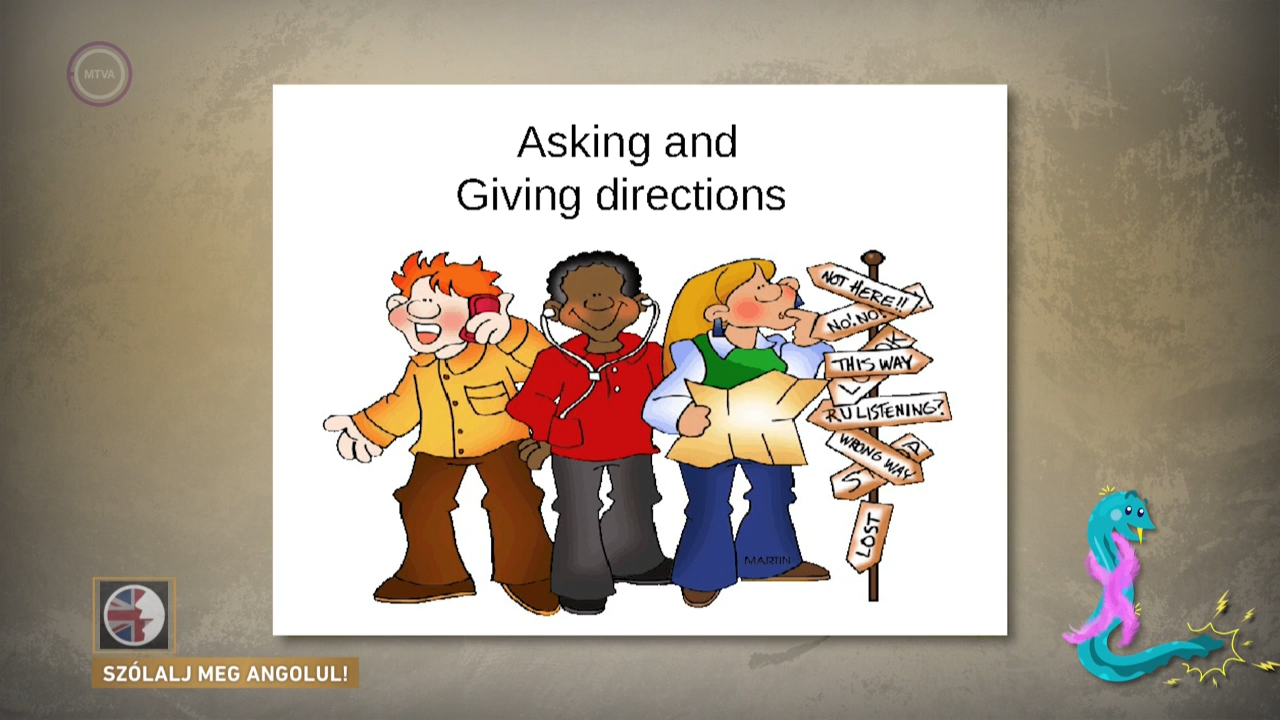 MTVA
Asking and
Giving directions
NOT HERE!!
NO! NO!
OK
THIS WAY
R U LISTENING?
WRONG WAY
LOST
MARTIN
SZÓLALJ MEG ANGOLUL!